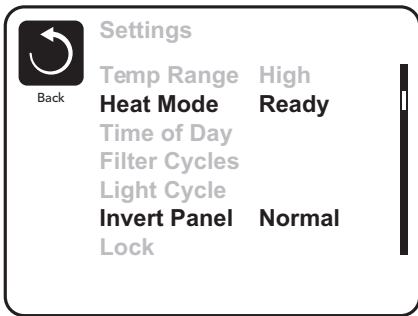 Settings
Back
Temp Range High
Heat Mode Ready
Time of Day
Filter Cycles
Light Cycle
Invert Panel Normal
Lock